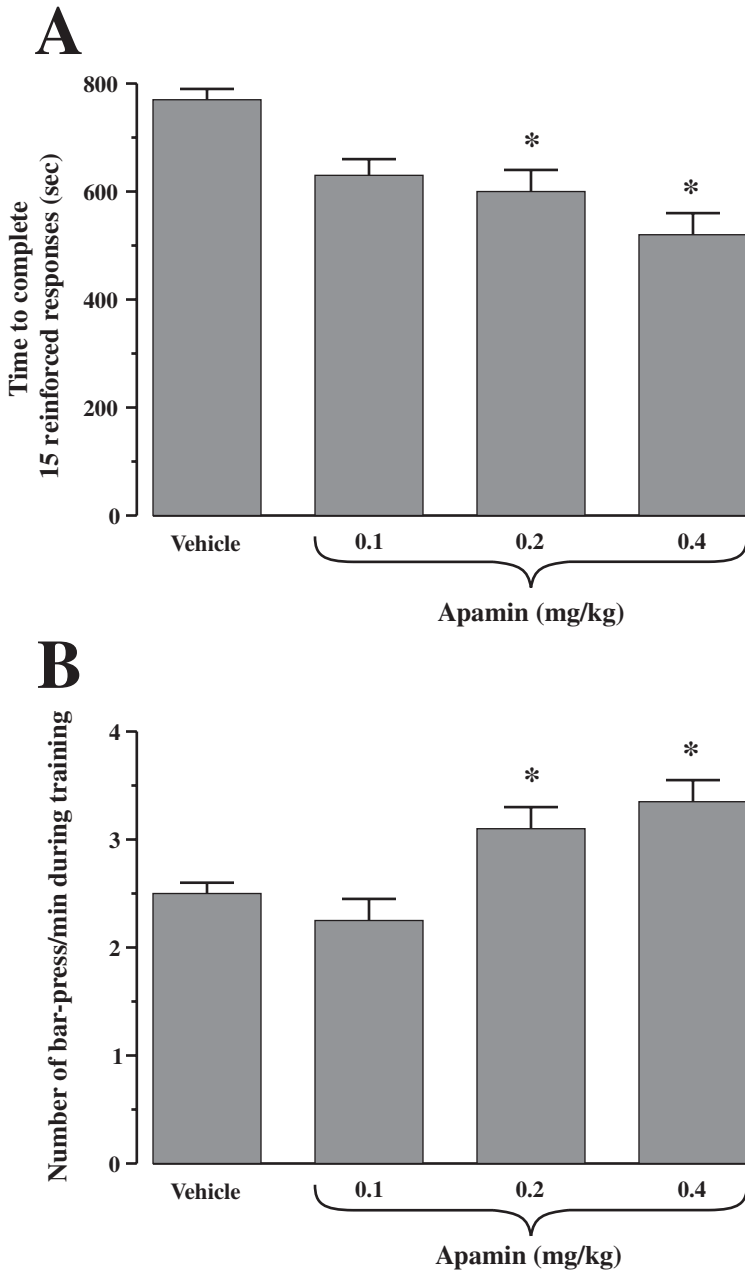 A
Time to complete
15 reinforced responses (sec)
800
600
400
200
0
*
*
Vehicle
0.1
0.2
0.4
Apamin (mg/kg)
B
Number of bar-press/min during training
4
3
2
1
0
*
*
Vehicle
0.1
0.2
0.4
Apamin (mg/kg)